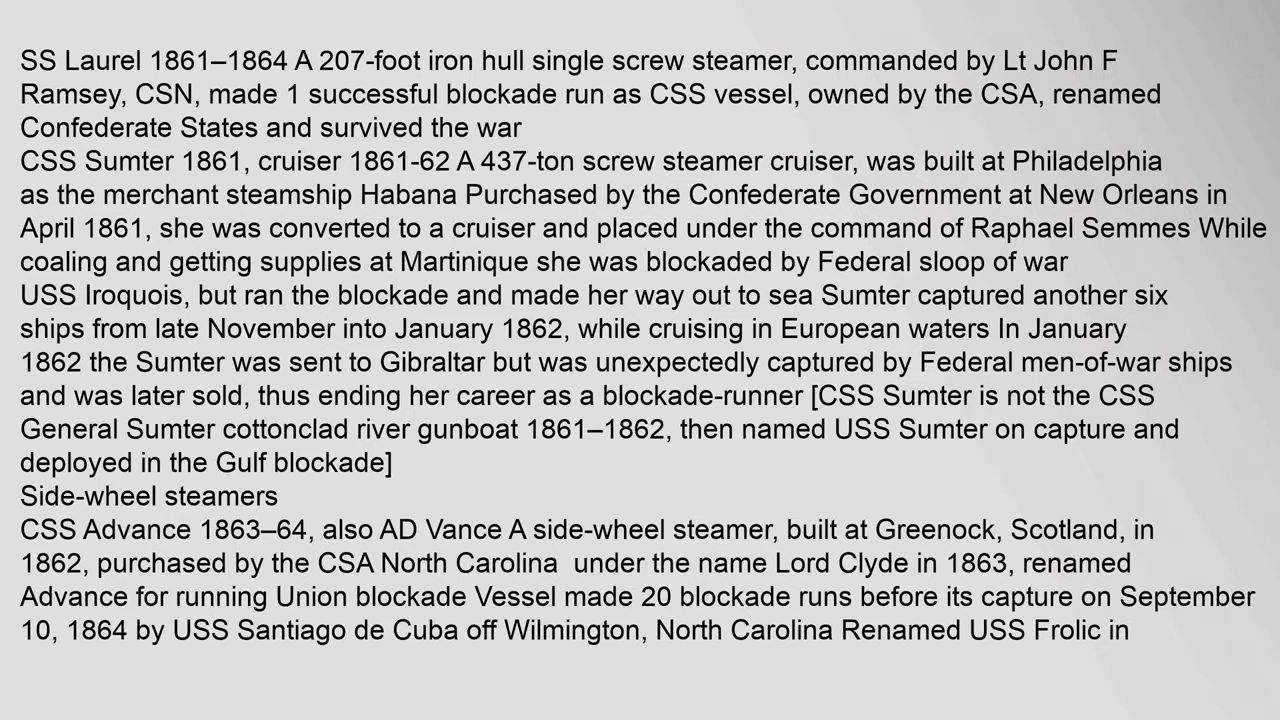 SS Laurel 1861–1864 A 207-foot iron hull single screw steamer, commanded by Lt John F
Ramsey, CSN, made 1 successful blockade run as CSS vessel, owned by the CSA, renamed
Confederate States and survived the war
CSS Sumter 1861, cruiser 1861-62 A 437-ton screw steamer cruiser, was built at Philadelphia
as the merchant steamship Habana Purchased by the Confederate Government at New Orleans in
April 1861, she was converted to a cruiser and placed under the command of Raphael Semmes While
coaling and getting supplies at Martinique she was blockaded by Federal sloop of war
USS Iroquois, but ran the blockade and made her way out to sea Sumter captured another six
ships from late November into January 1862, while cruising in European waters In January
1862 the Sumter was sent to Gibraltar but was unexpectedly captured by Federal men-of-war ships
and was later sold, thus ending her career as a blockade-runner [CSS Sumter is not the CSS
General Sumter cottonclad river gunboat 1861–1862, then named USS Sumter on capture and
deployed in the Gulf blockade]
Side-wheel steamers
CSS Advance 1863–64, also AD Vance A side-wheel steamer, built at Greenock, Scotland, in
1862, purchased by the CSA North Carolina  under the name Lord Clyde in 1863, renamed
Advance for running Union blockade Vessel made 20 blockade runs before its capture on September
10, 1864 by USS Santiago de Cuba off Wilmington, North Carolina Renamed USS Frolic in